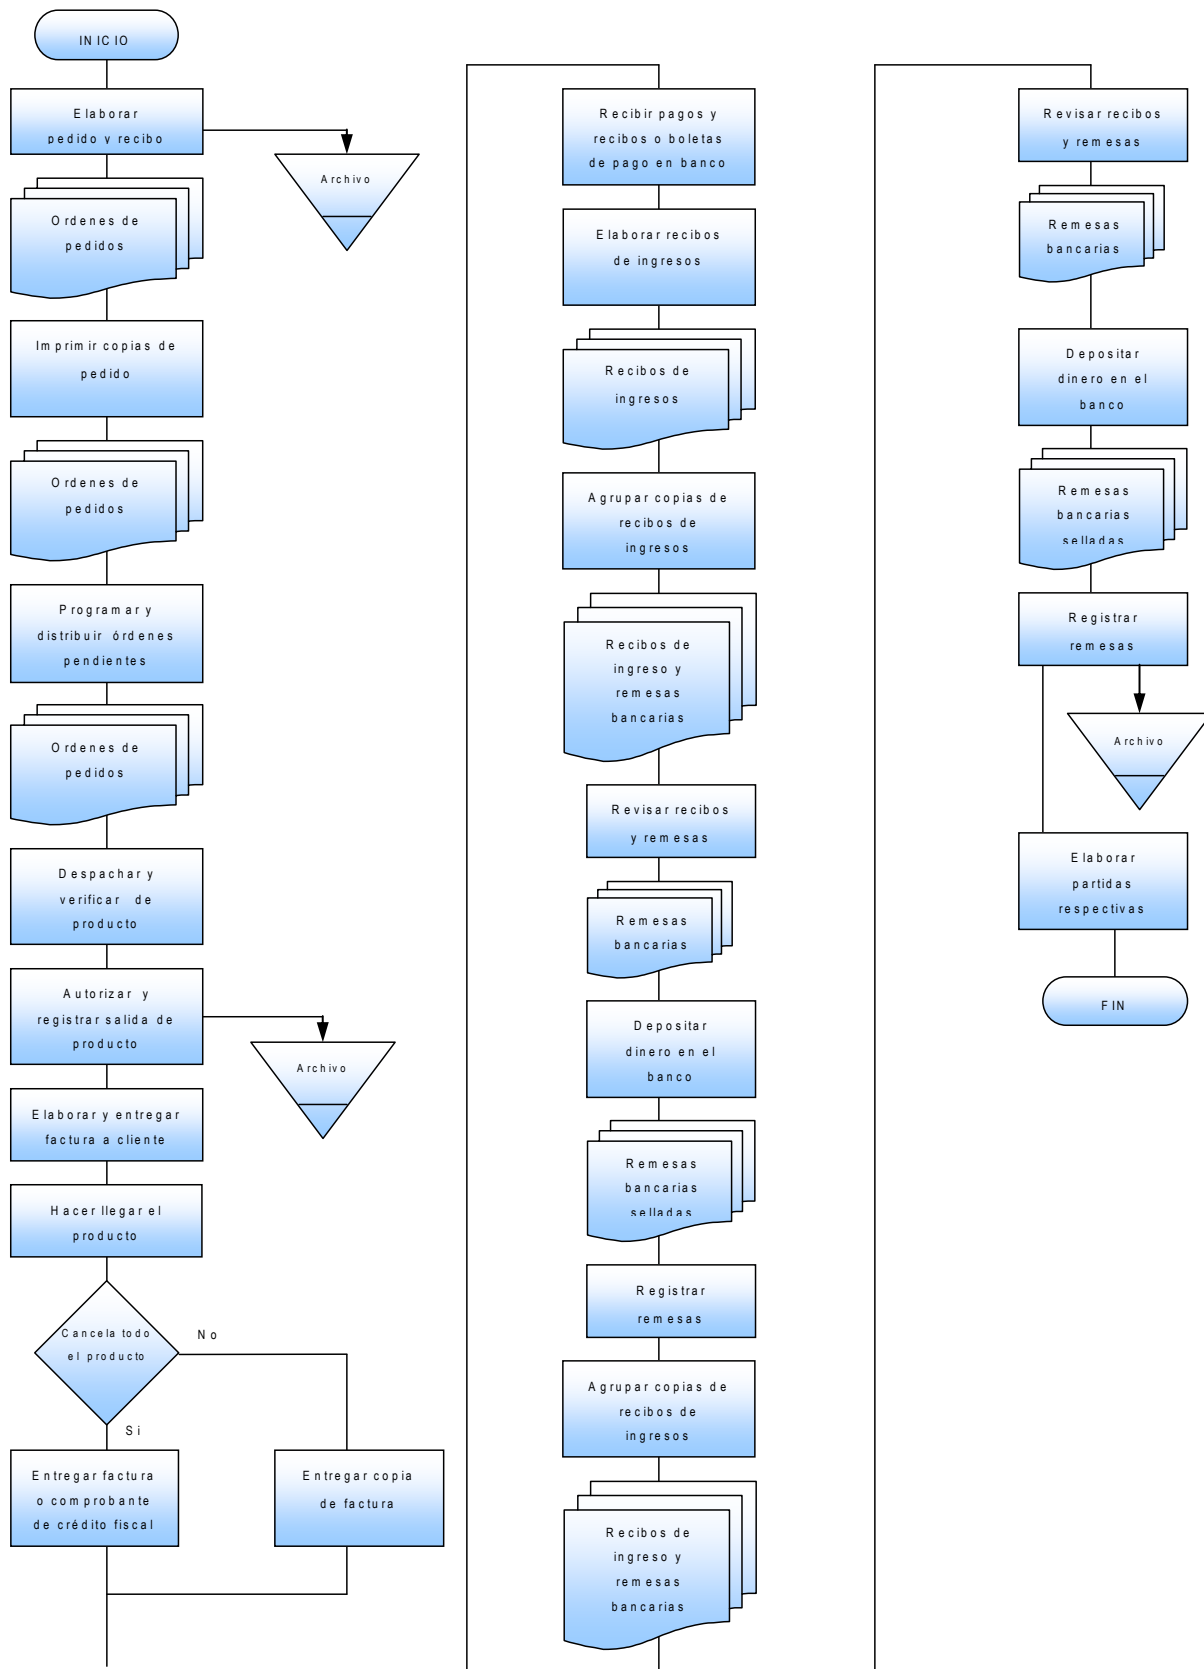 INICIO
Elaborar
pedido y recibo
Archivo
Ordenes de
pedidos
Imprimir copias de
pedido
Ordenes de
pedidos
Programar y
distribuir órdenes
pendientes
Ordenes de
pedidos
Despachar y
verificar de
producto
Autorizar y
registrar salida de
producto
Archivo
Elaborar y entregar
factura a cliente
Hacer llegar el
producto
Cancela todo
el producto
No
Si
Entregar factura
o comprobante
de crédito fiscal
Entregar copia
de factura
Recibir pagos y
recibos o boletas
de pago en banco
Elaborar recibos
de ingresos
Recibos de
ingresos
Agrupar copias de
recibos de
ingresos
Recibos de
ingreso y
remesas
bancarias
Revisar recibos
y remesas
Remesas
bancarias
Depositar
dinero en el
banco
Remesas
bancarias
selladas
Registrar
remesas
Agrupar copias de
recibos de
ingresos
Recibos de
ingreso y
remesas
bancarias
Revisar recibos
y remesas
Remesas
bancarias
Depositar
dinero en el
banco
Remesas
bancarias
selladas
Registrar
remesas
Archivo
Elaborar
partidas
respectivas
FIN